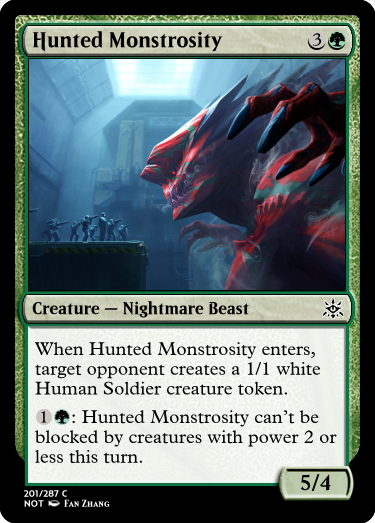 Hunted Monstrosity 3
Creature — Nightmare Beast
When Hunted Monstrosity enters,
target opponent creates a 1/1 white
Human Soldier creature token.
1: Hunted Monstrosity can't be
blocked by creatures with power 2 or
less this turn.
5/4
201/287 C
NOT Fan Zhang